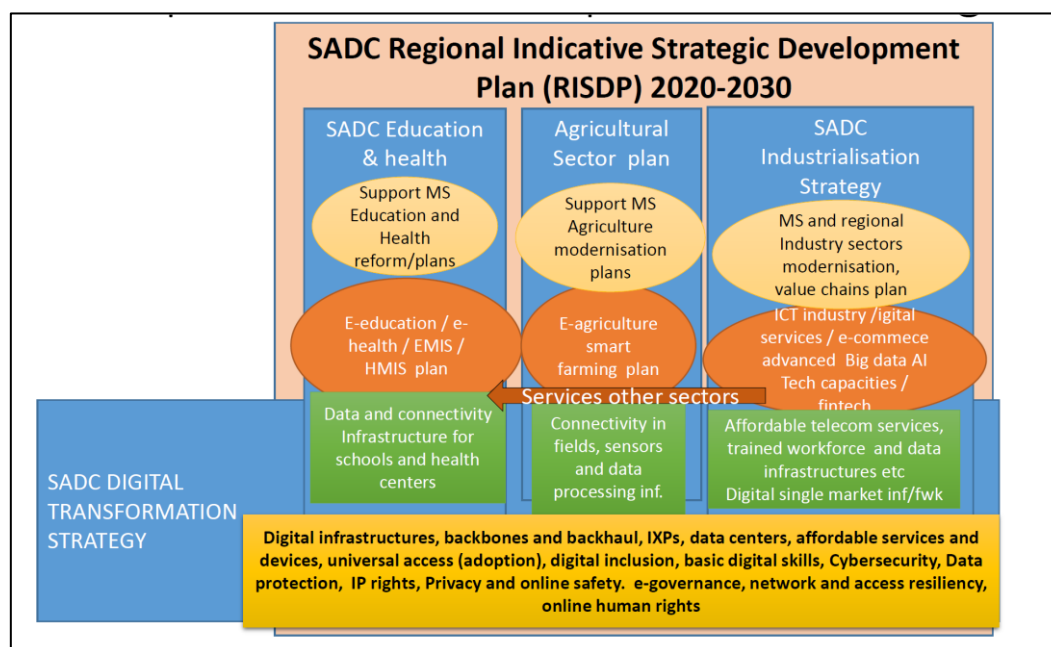 SADC Regional Indicative Strategic Development
Plan (RISDP) 2020-2030
SADC Education
& health
Support MS
Education and
Health
reform/plans
E-education / e-
health / EMIS /
HMIS plan
Data and connectivity
Infrastructure for
schools and health
centers
Agricultural
Sector plan
Support MS
Agriculture
modernisation
plans
E-agriculture
smart
farming plan
Connectivity in
fields, sensors
and data
processing inf.
SADC
Industrialisation
Strategy
MS and regional
Industry sectors
modernisation,
value chains plan
ICT industry /igital
services / e-commece
advanced Big data AI
Tech capacities /
fintech
Services other sectors
Affordable telecom services,
trained workforce and data
infrastructures etc
Digital single market inf/fwk
SADC DIGITAL
TRANSFORMATION
STRATEGY
Digital infrastructures, backbones and backhaul, IXPs, data centers, affordable services and
devices, universal access (adoption), digital inclusion, basic digital skills, Cybersecurity, Data
protection, IP rights, Privacy and online safety. e-governance, network and access resiliency,
online human rights